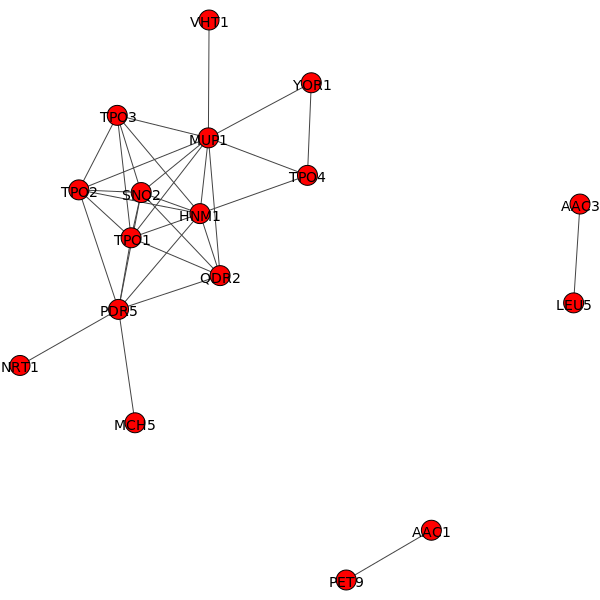 VHT1
YOR1
TPO3
MUP1
TPO4
TPO2
SNQ2
AAC3
HNM1
TPO1
QDR2
LEU5
PDR5
NRT1
MCH5
AAC1
PET9